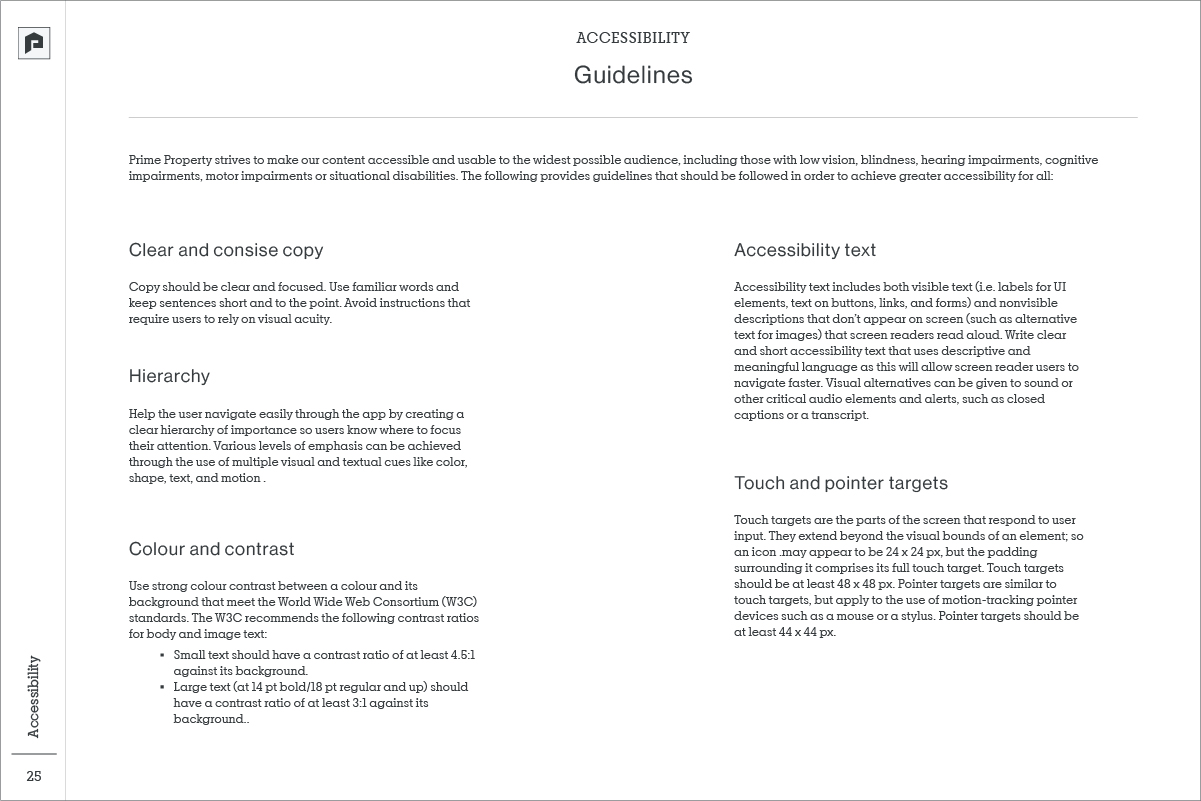 ACCESSIBILITY
Guidelines
Prime Property strives to make our content accessible and usable to the widest possible audience, including those with low vision, blindness, hearing impairments, cognitive
impairments, motor impairments or situational disabilities. The following provides guidelines that should be followed in order to achieve greater accessibility for all:
Clear and consise copy
Copy should be clear and focused. Use familiar words and
keep sentences short and to the point. Avoid instructions that
require users to rely on visual acuity.
Hierarchy
Help the user navigate easily through the app by creating a
clear hierarchy of importance so users know where to focus
their attention. Various levels of emphasis can be achieved
through the use of multiple visual and textual cues like color,
shape, text, and motion .
Colour and contrast
Use strong colour contrast between a colour and its
background that meet the World Wide Web Consortium (W3C)
standards. The W3C recommends the following contrast ratios
for body and image text:
• Small text should have a contrast ratio of at least 4.5:1
against its background.
• Large text (at 14 pt bold/18 pt regular and up) should
have a contrast ratio of at least 3:1 against its
background..
Accessibility text
Accessibility text includes both visible text (i.e. labels for UI
elements, text on buttons, links, and forms) and nonvisible
descriptions that don't appear on screen (such as alternative
text for images) that screen readers read aloud. Write clear
and short accessibility text that uses descriptive and
meaningful language as this will allow screen reader users to
navigate faster. Visual alternatives can be given to sound or
other critical audio elements and alerts, such as closed
captions or a transcript.
Touch and pointer targets
Touch targets are the parts of the screen that respond to user
input. They extend beyond the visual bounds of an element; so
an icon .may appear to be 24 x 24 px, but the padding
surrounding it comprises its full touch target. Touch targets
should be at least 48 x 48 px. Pointer targets are similar to
touch targets, but apply to the use of motion-tracking pointer
devices such as a mouse or a stylus. Pointer targets should be
at least 44 x 44 px.
Accessibility
25